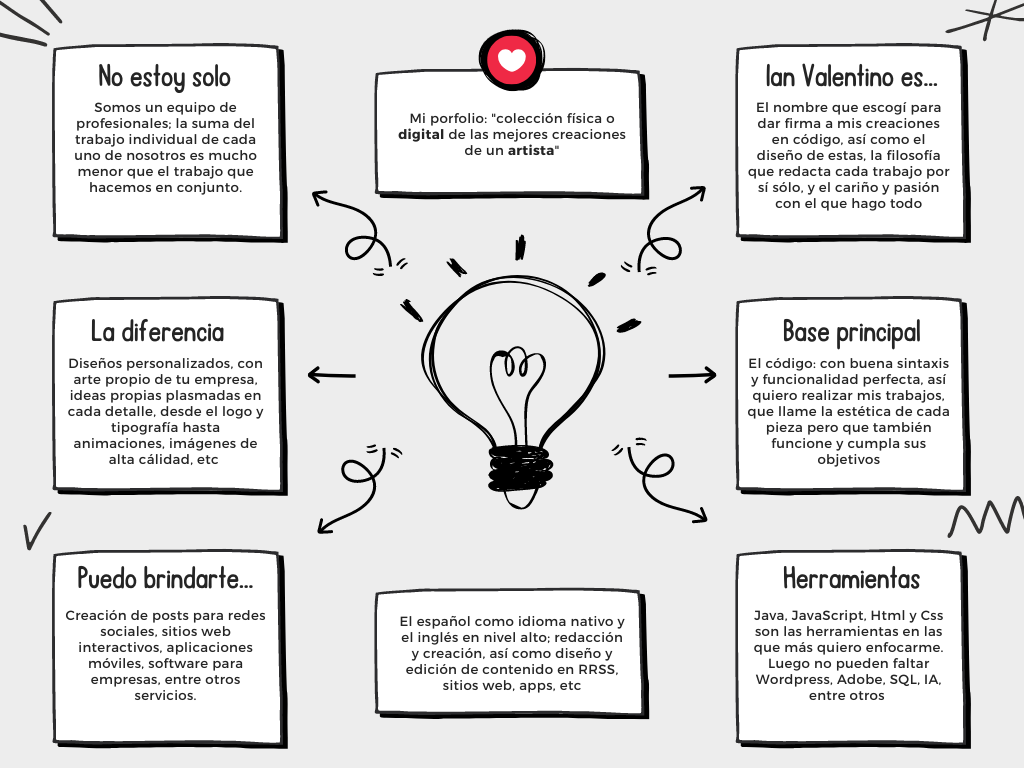 No estoy solo
Somos un equipo de
profesionales; la suma del
trabajo individual de cada
uno de nosotros es mucho
menor que el trabajo que
hacemos en conjunto.
Mi porfolio: "colección física o
digital de las mejores creaciones
de un artista"
Ian Valentino es...
El nombre que escogí para
dar firma a mis creaciones
en código, así como el
diseño de estas, la filosofía
que redacta cada trabajo por
sí sólo, y el cariño y pasión
con el que hago todo
La diferencia
Diseños personalizados, con
arte propio de tu empresa,
ideas propias plasmadas en
cada detalle, desde el logo y
tipografía hasta
animaciones, imágenes de
alta cálidad, etc
Base principal
El código: con buena sintaxis
y funcionalidad perfecta, así
quiero realizar mis trabajos,
que llame la estética de cada
pieza pero que también
funcione y cumpla sus
objetivos
Puedo brindarte...
Creación de posts para redes
sociales, sitios web
interactivos, aplicaciones
móviles, software para
empresas, entre otros
servicios.
El español como idioma nativo y
el inglés en nivel alto; redacción
y creación, así como diseño y
edición de contenido en RRSS,
sitios web, apps, etc
Herramientas
Java, JavaScript, Html y Css
son las herramientas en las
que más quiero enfocarme.
Luego no pueden faltar
Wordpress, Adobe, SQL, IA,
entre otros